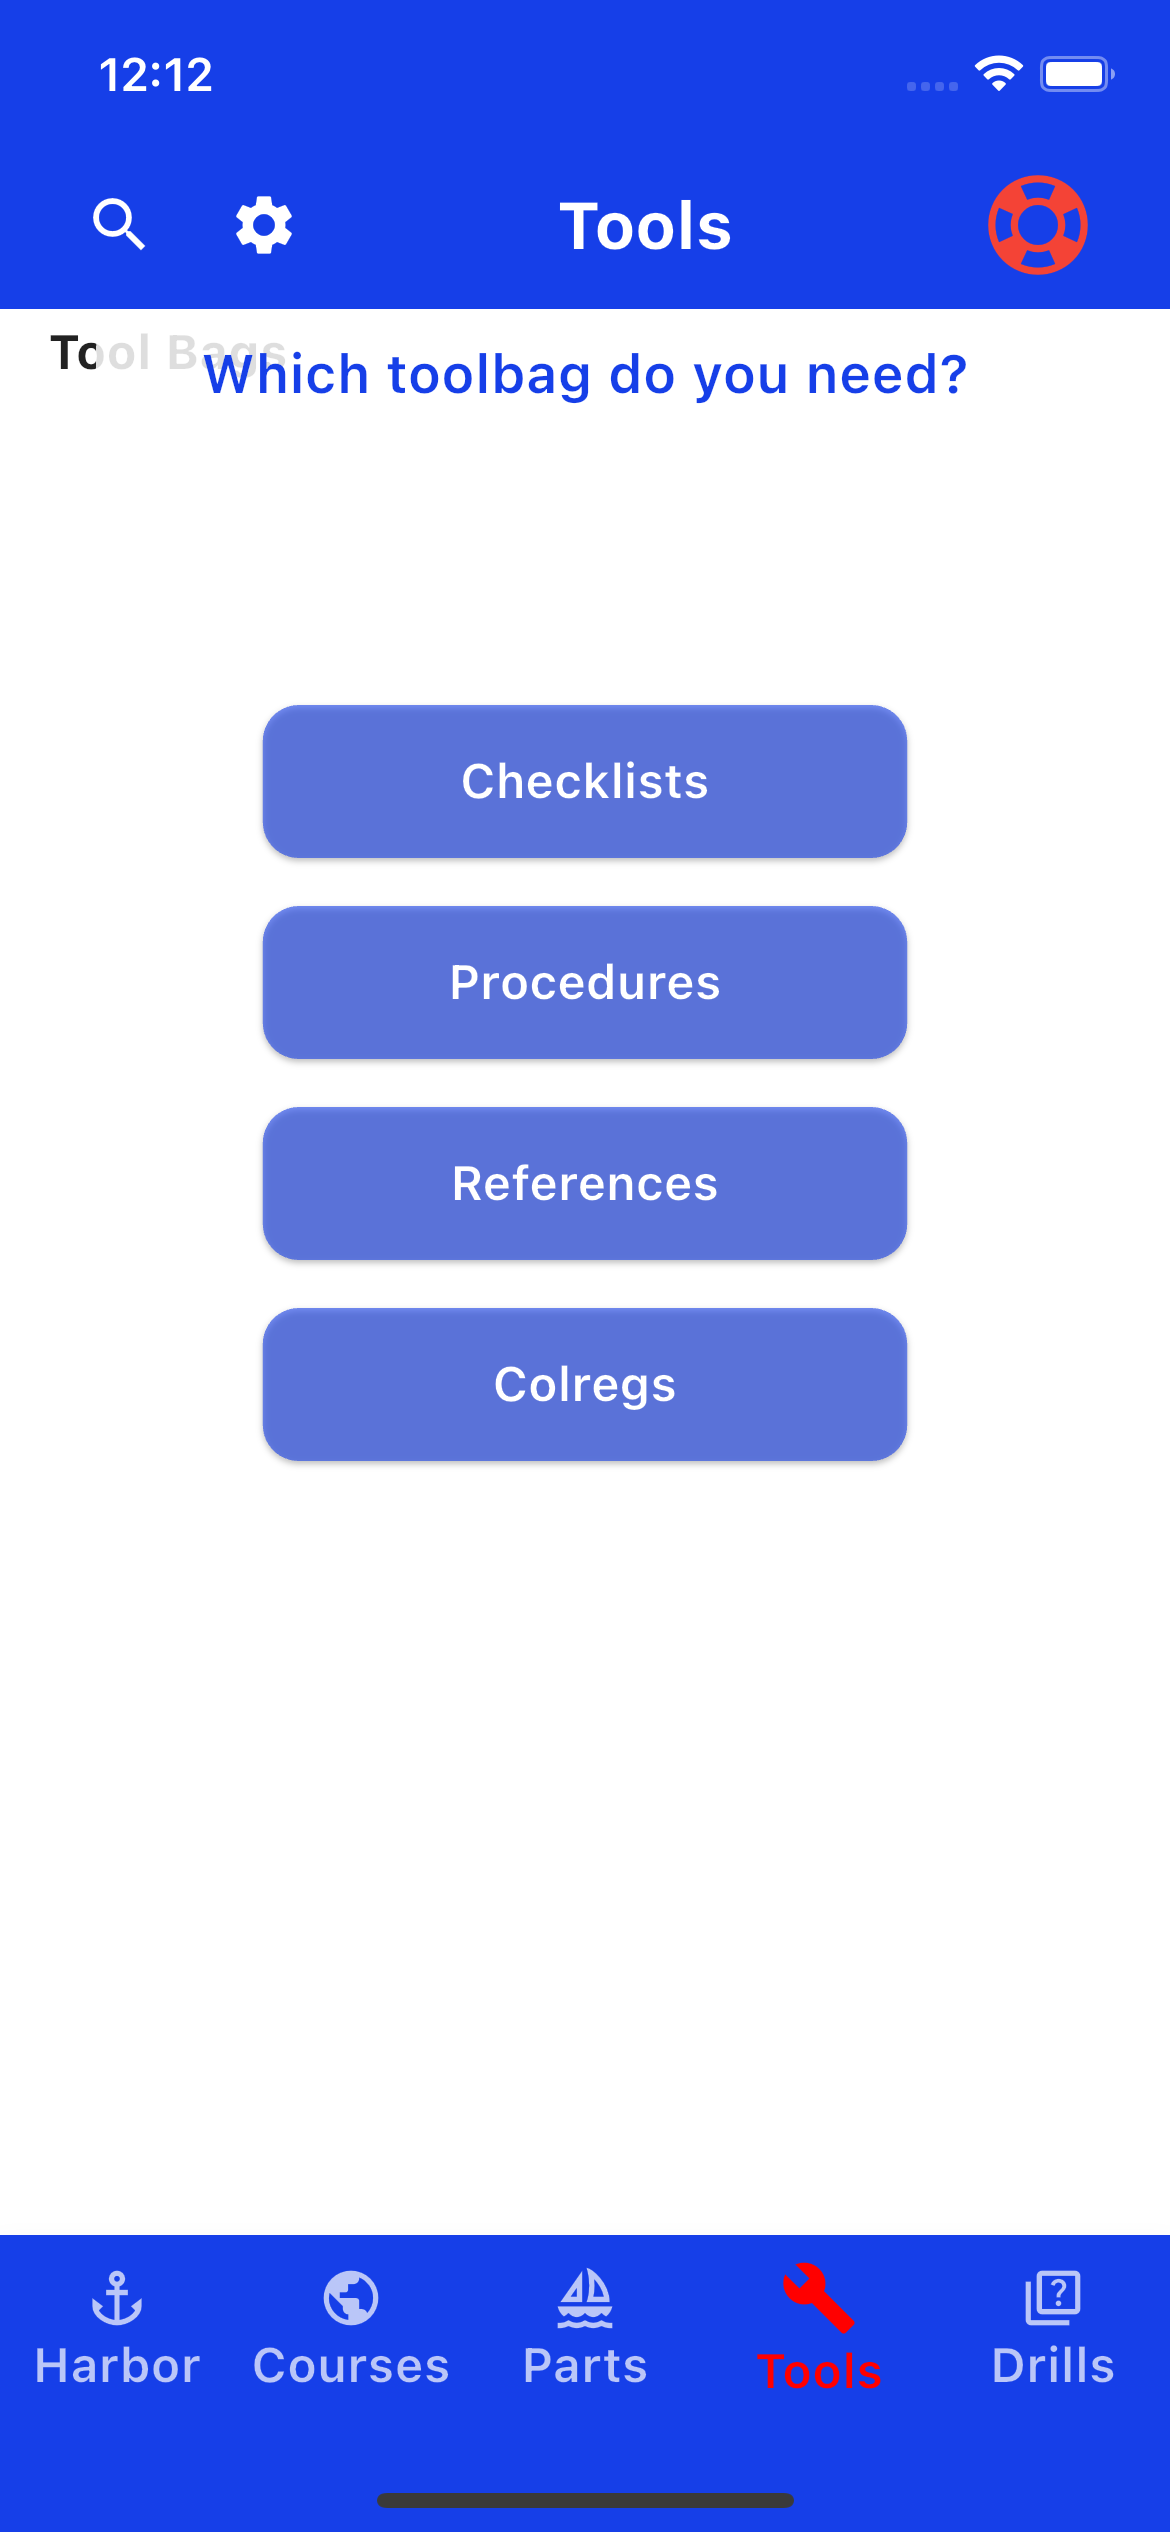 12:12
Tools
Tool Bags
Which toolbag do you need?
Checklists
Procedures
References
Colregs
Harbor
Courses
Parts
Tools
Drills